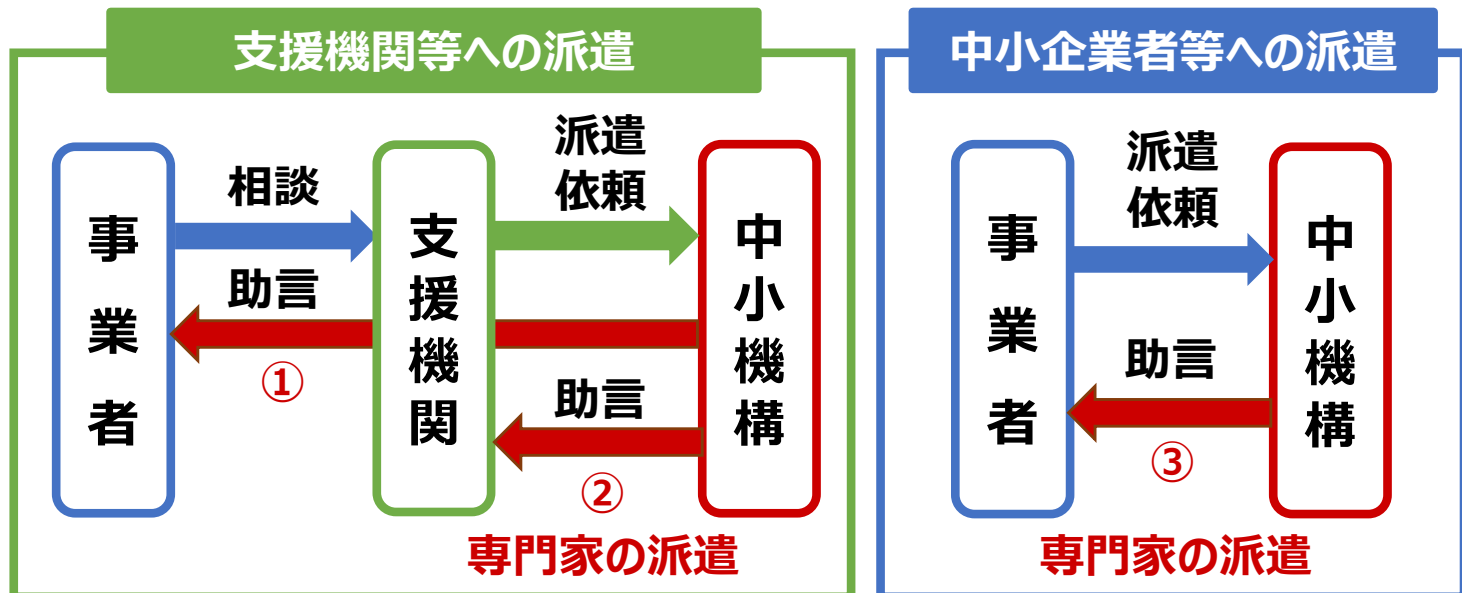 支援機関等への派遣
事業者
相談
助言
①
支援機関
派遣
依頼
助言
②
中小機構
専門家の派遣
中小企業者等への派遣
事業者
派遣
依頼
助言
③
中小機構
専門家の派遣